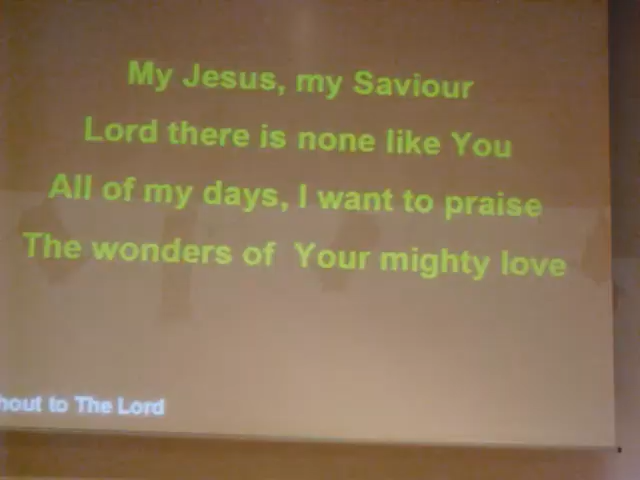 My Jesus, my Saviour
Lord there is none like You
All of my days, I want to praise
The wonders of Your mighty love
hout to The Lord